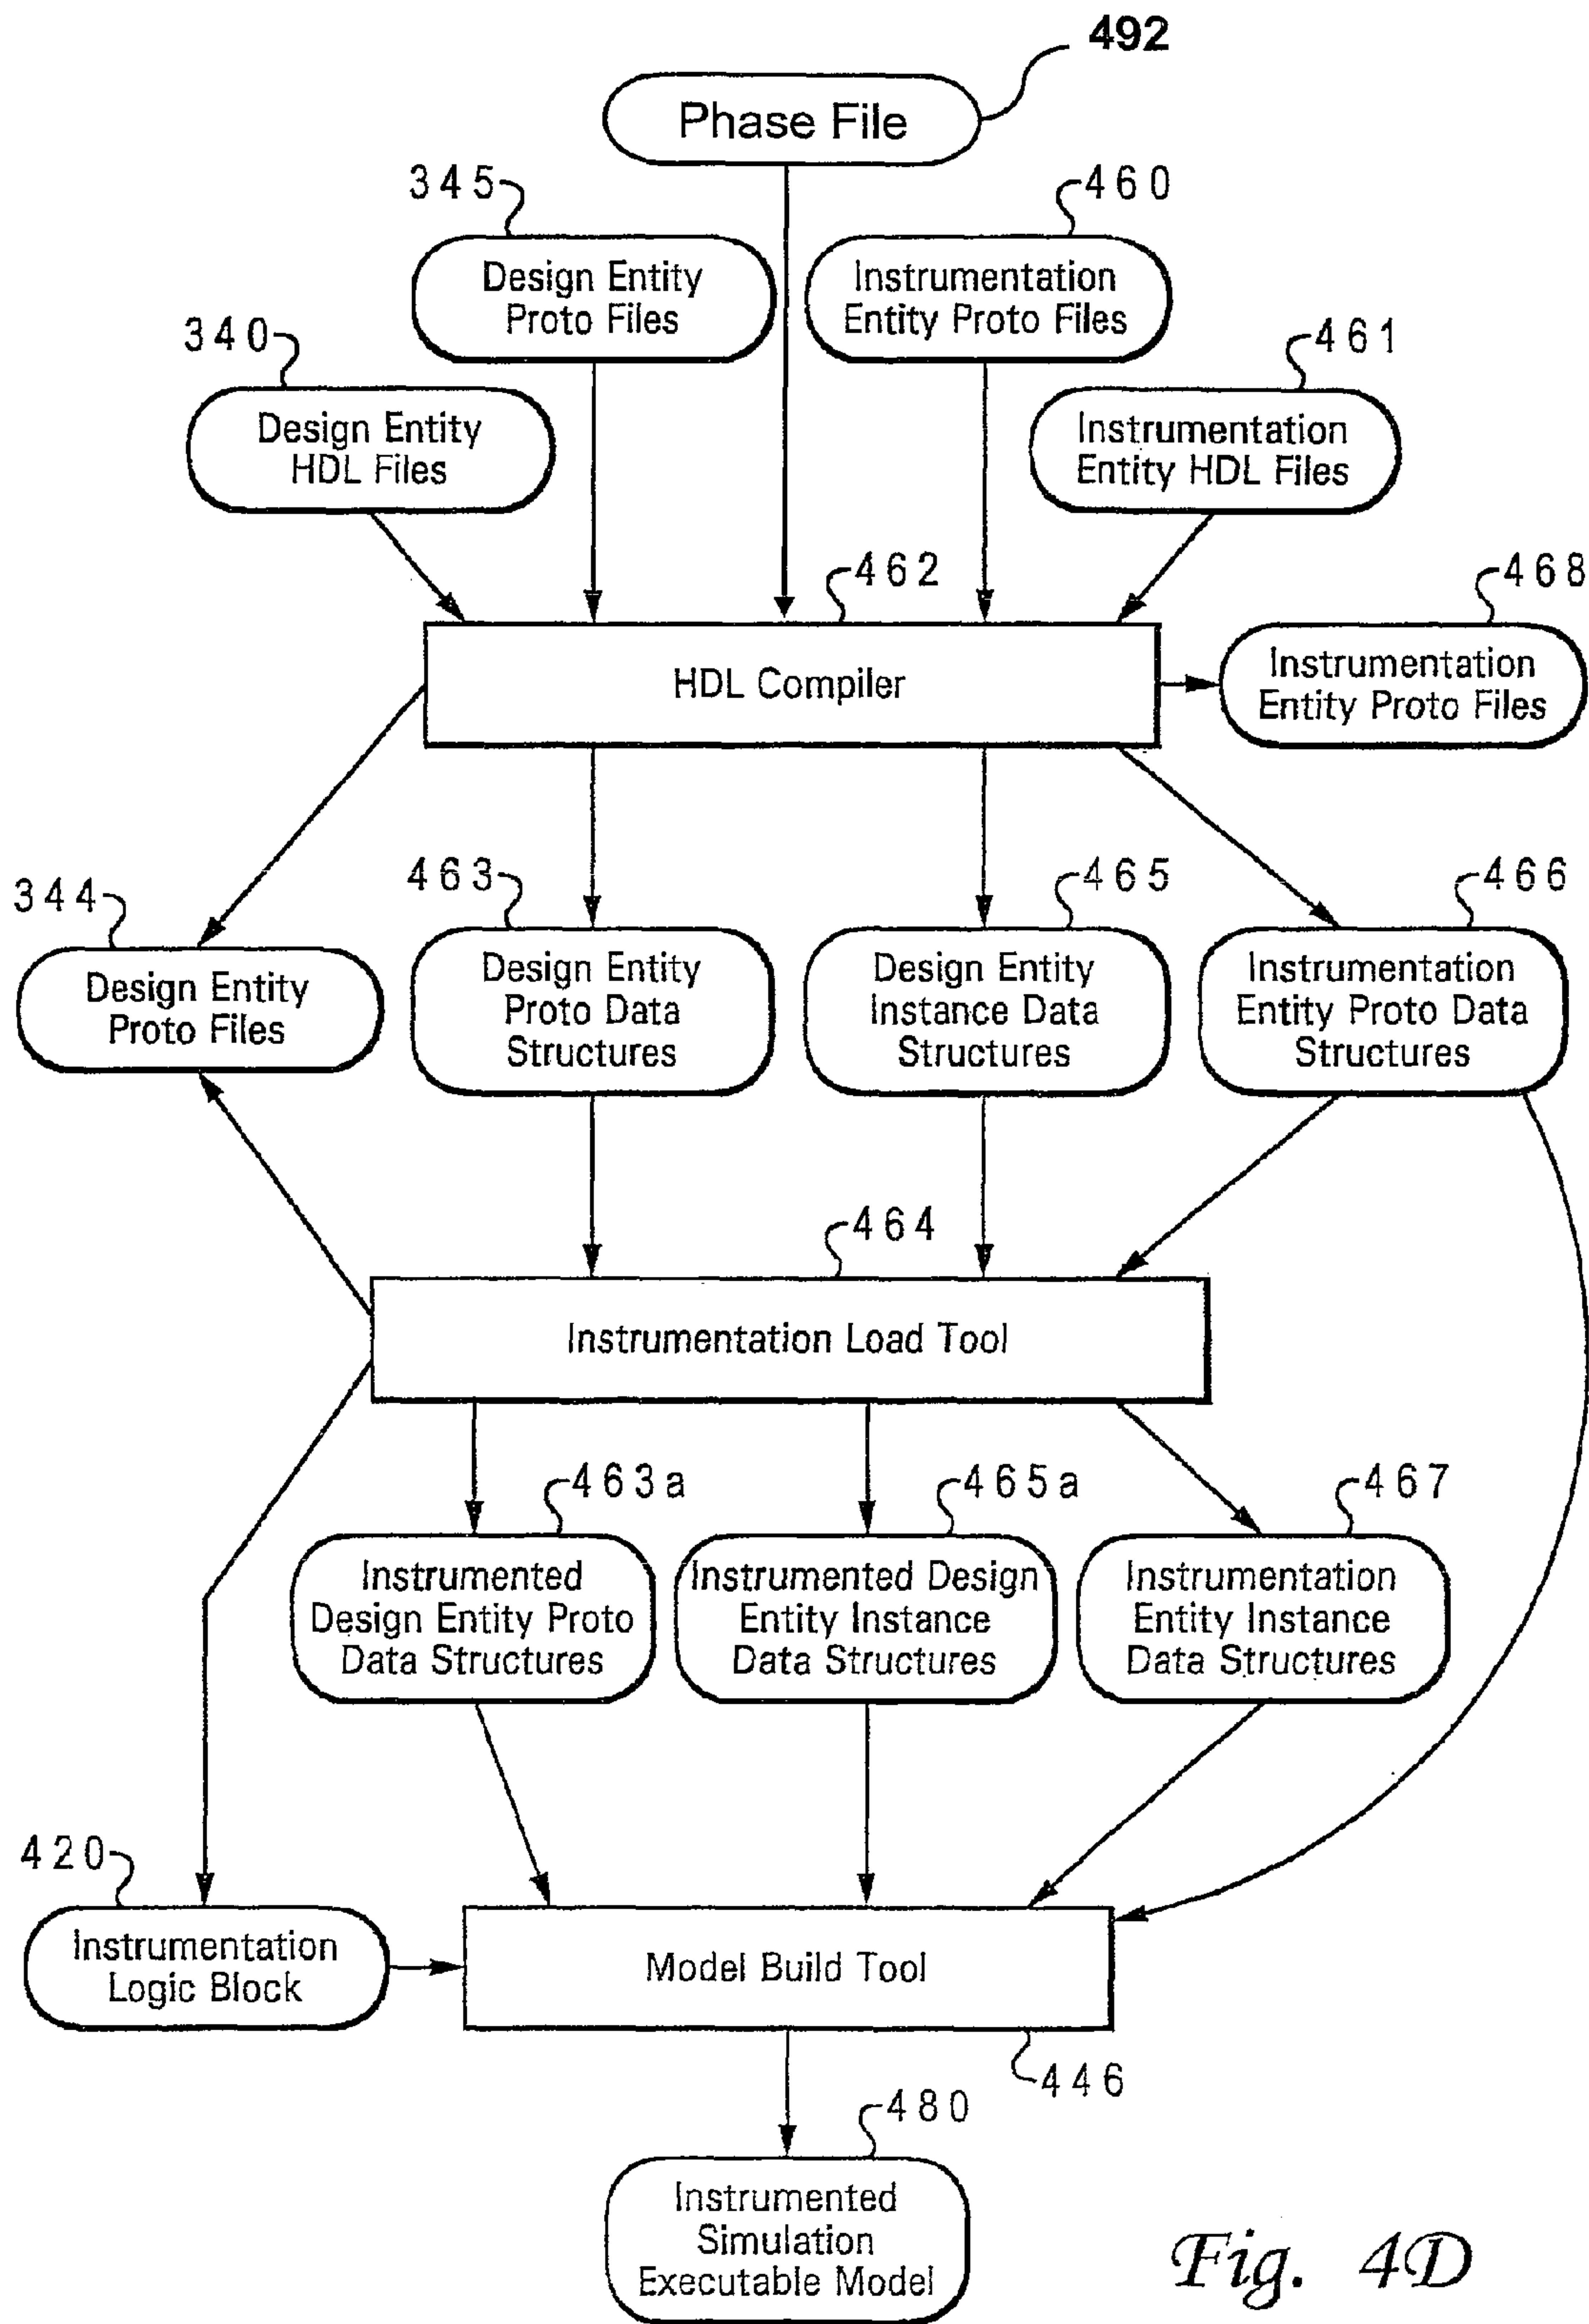 492
Phase File
345
460
Design Entity
Proto Files
Instrumentation
Entity Proto Files
340
461
Design Entity
HDL Files
Instrumentation
Entity HDL Files
462
468
HDL Compiler
Instrumentation
Entity Proto Files
344
463
465
466
Design Entity
Proto Files
Design Entity
Proto Data
Structures
Design Entity
Instance Data
Structures
Instrumentation
Entity Proto Data
Structures
464
Instrumentation Load Tool
463a
465a
467
Instrumented
Design Entity Proto
Data Structures
Instrumented Design
Entity Instance
Data Structures
Instrumentation
Entity Instance
Data Structures
420
Instrumentation
Logic Block
Model Build Tool
446
480
Instrumented
Simulation
Executable Model
Fig. 4D